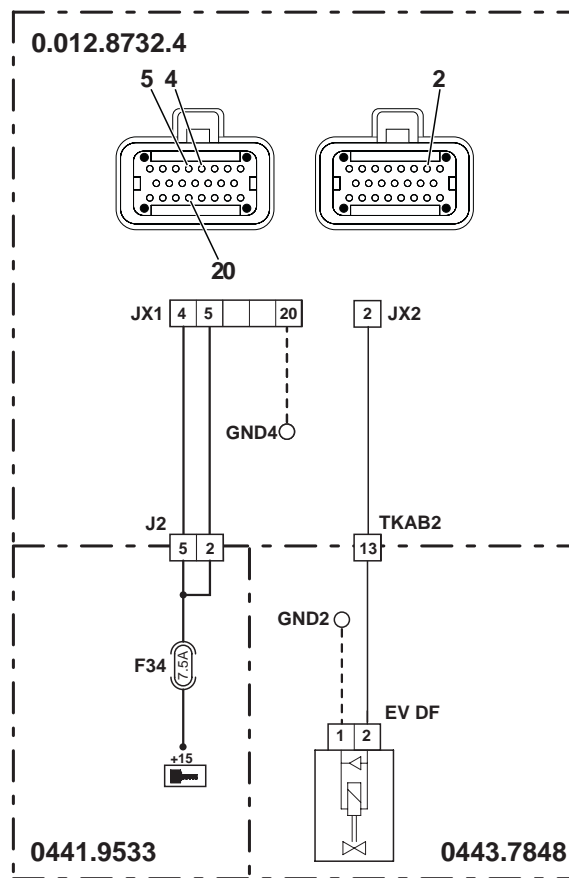 0.012.8732.4
5 4 2
20
JX1 4 5 20 2 JX2
GND4
J2 TKAB2
5 2 13
GND2
F34 7.5A
EV DF
+15 1 2
0441.9533 0443.7848